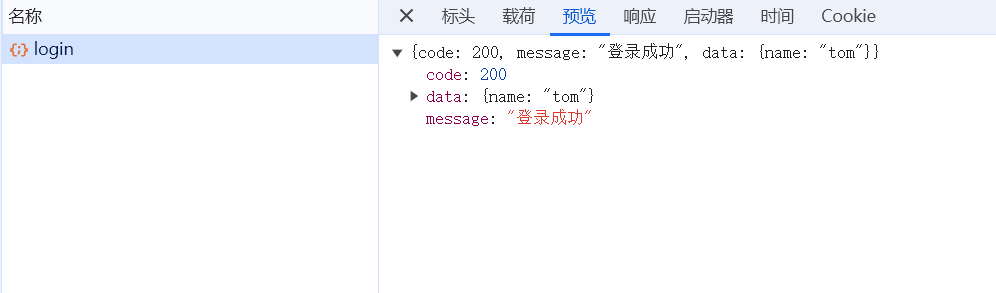 名称
login
标头 载荷 预览 响应 启动器 时间 Cookie
{code: 200, message: "登录成功", data: {name: "tom"}}
code: 200
data: {name: "tom"}
message: "登录成功"